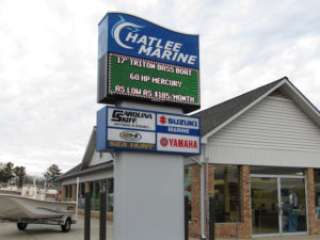 CHATLEE
MARINE
17' TRITON BASS BOAT
60 HP MERCURY
AS LOW AS $185/MONTH
CAROLINA
SKIFF
SUZUKI
MARINE
SEA HUNT
YAMAHA